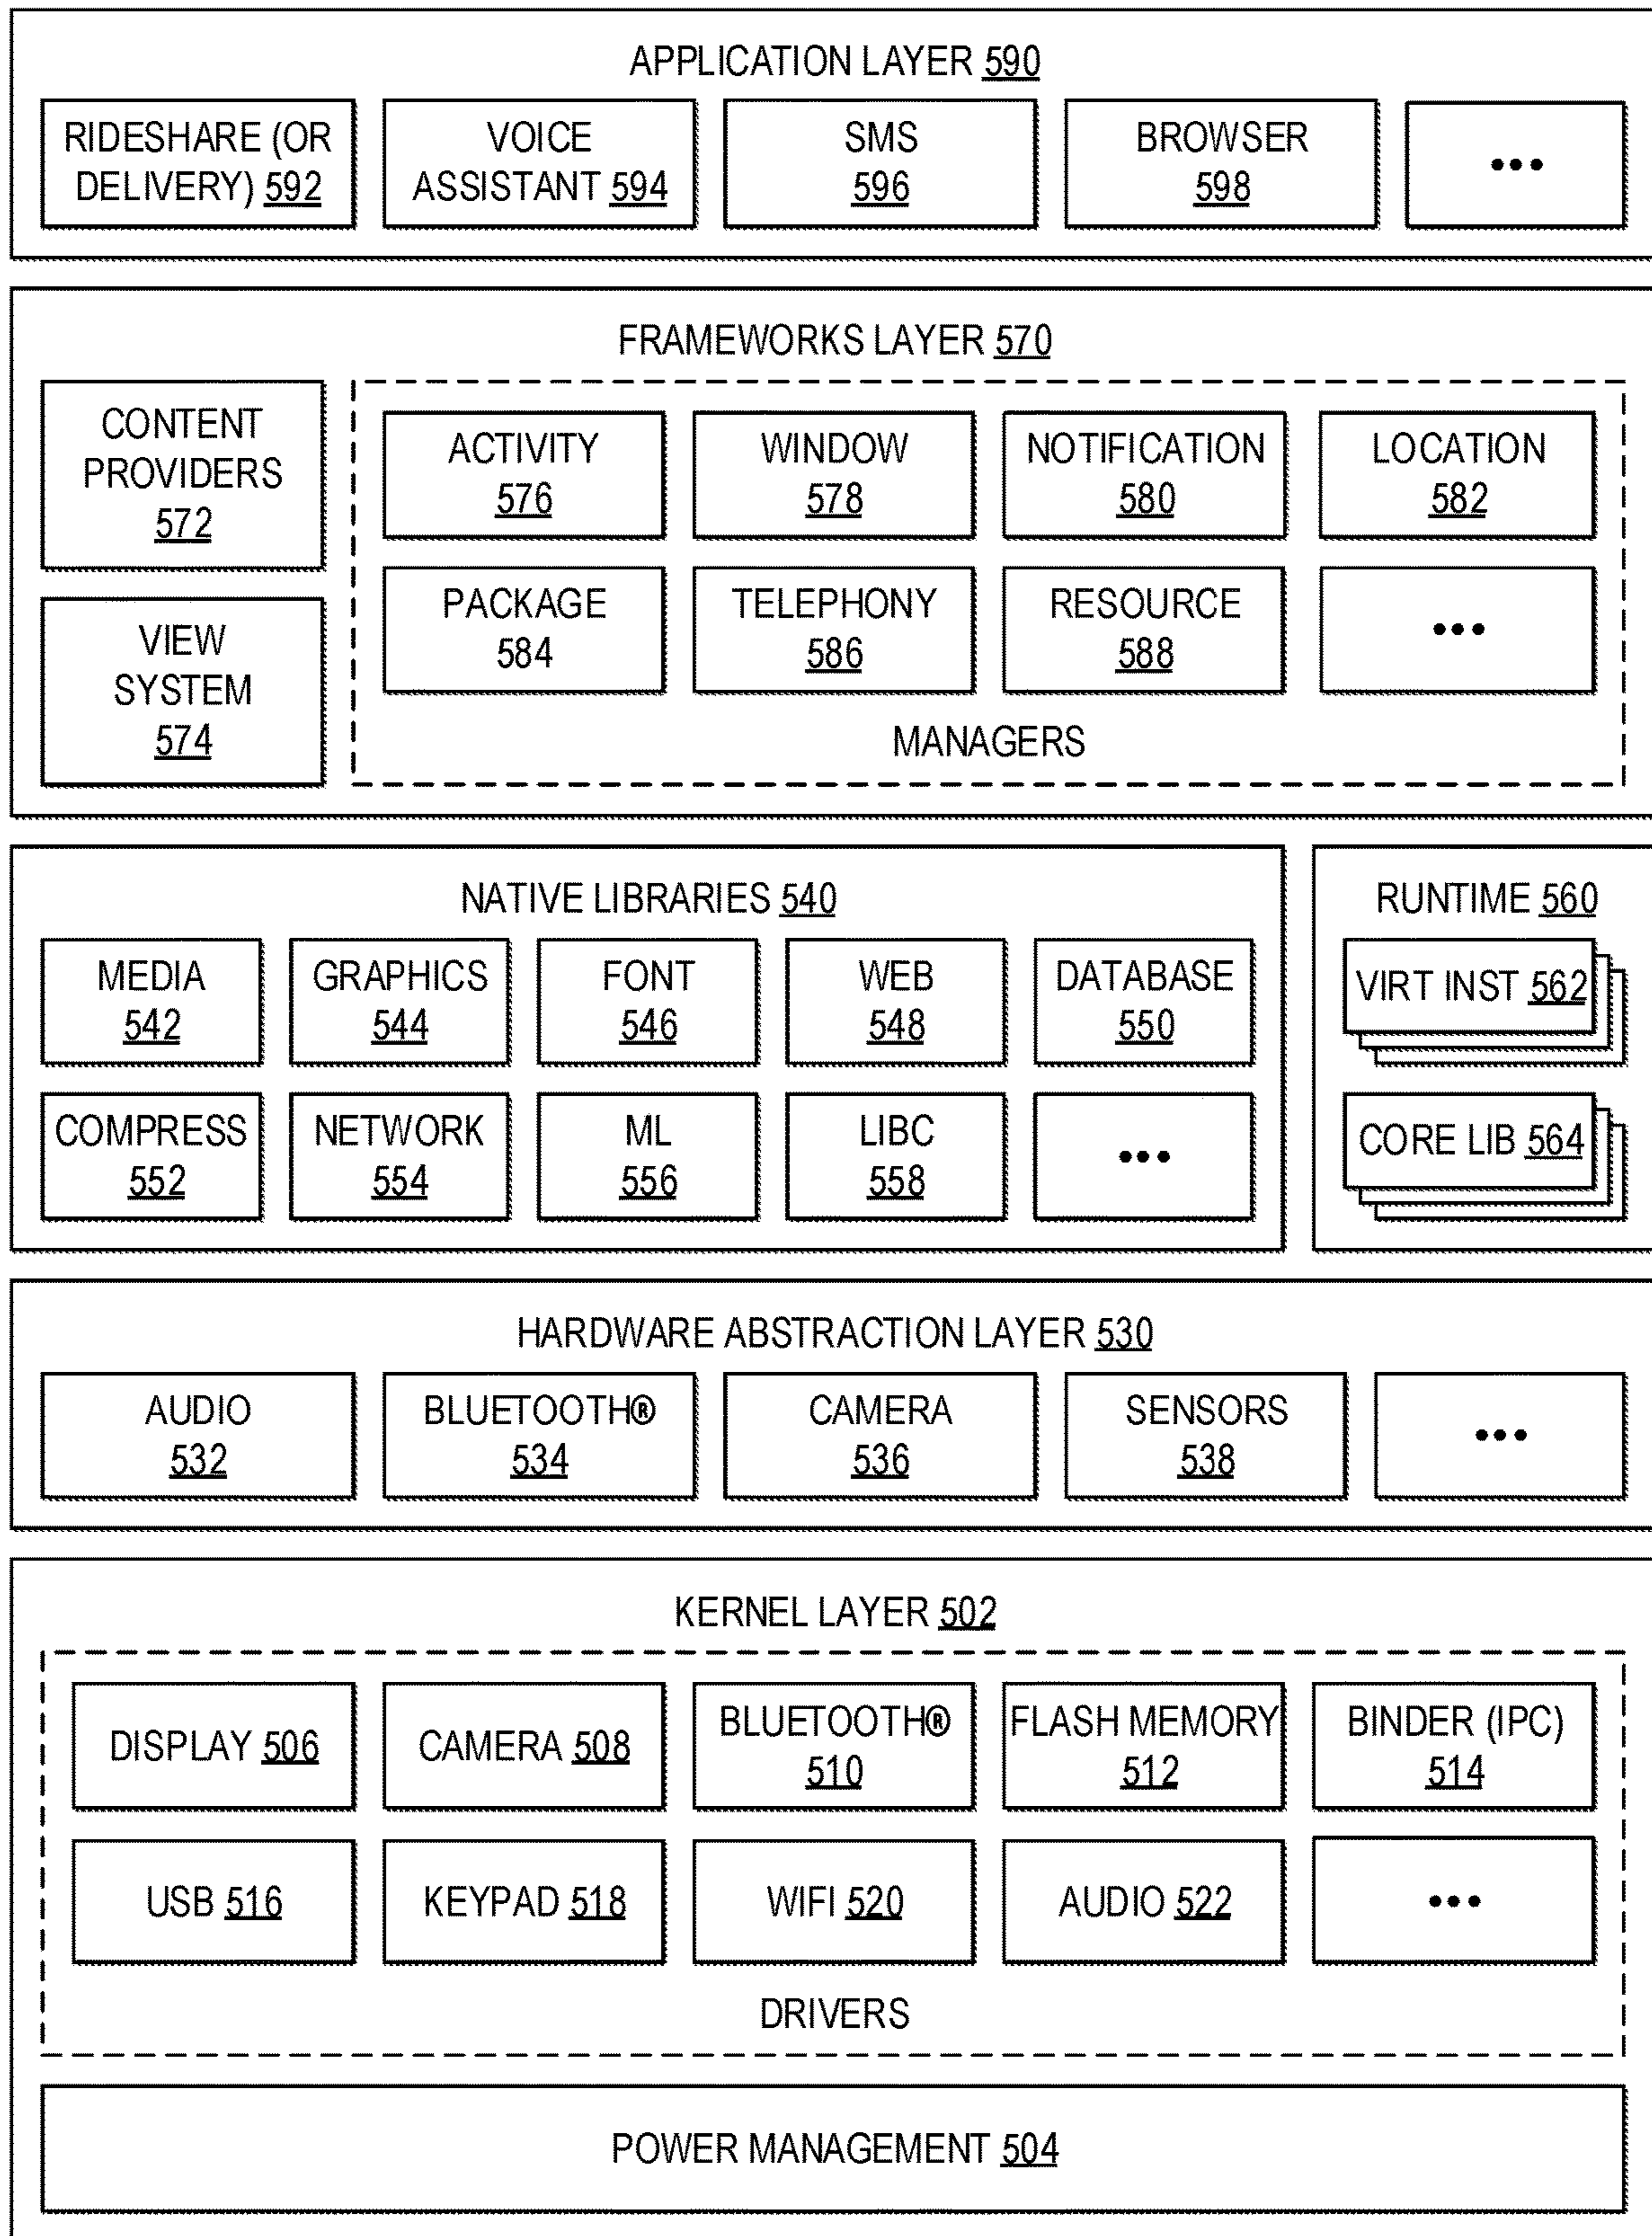 APPLICATION LAYER 590
RIDESHARE (OR
DELIVERY) 592
VOICE
ASSISTANT 594
SMS
596
BROWSER
598
•••
FRAMEWORKS LAYER 570
CONTENT
PROVIDERS
572
VIEW
SYSTEM
574
ACTIVITY
576
WINDOW
578
NOTIFICATION
580
LOCATION
582
PACKAGE
584
TELEPHONY
586
RESOURCE
588
•••
MANAGERS
NATIVE LIBRARIES 540
MEDIA
542
GRAPHICS
544
FONT
546
WEB
548
DATABASE
550
COMPRESS
552
NETWORK
554
ML
556
LIBC
558
•••
RUNTIME 560
VIRT INST 562
CORE LIB 564
HARDWARE ABSTRACTION LAYER 530
AUDIO
532
BLUETOOTH®
534
CAMERA
536
SENSORS
538
•••
KERNEL LAYER 502
DISPLAY 506
CAMERA 508
BLUETOOTH®
510
FLASH MEMORY
512
BINDER (IPC)
514
USB 516
KEYPAD 518
WIFI 520
AUDIO 522
•••
DRIVERS
POWER MANAGEMENT 504